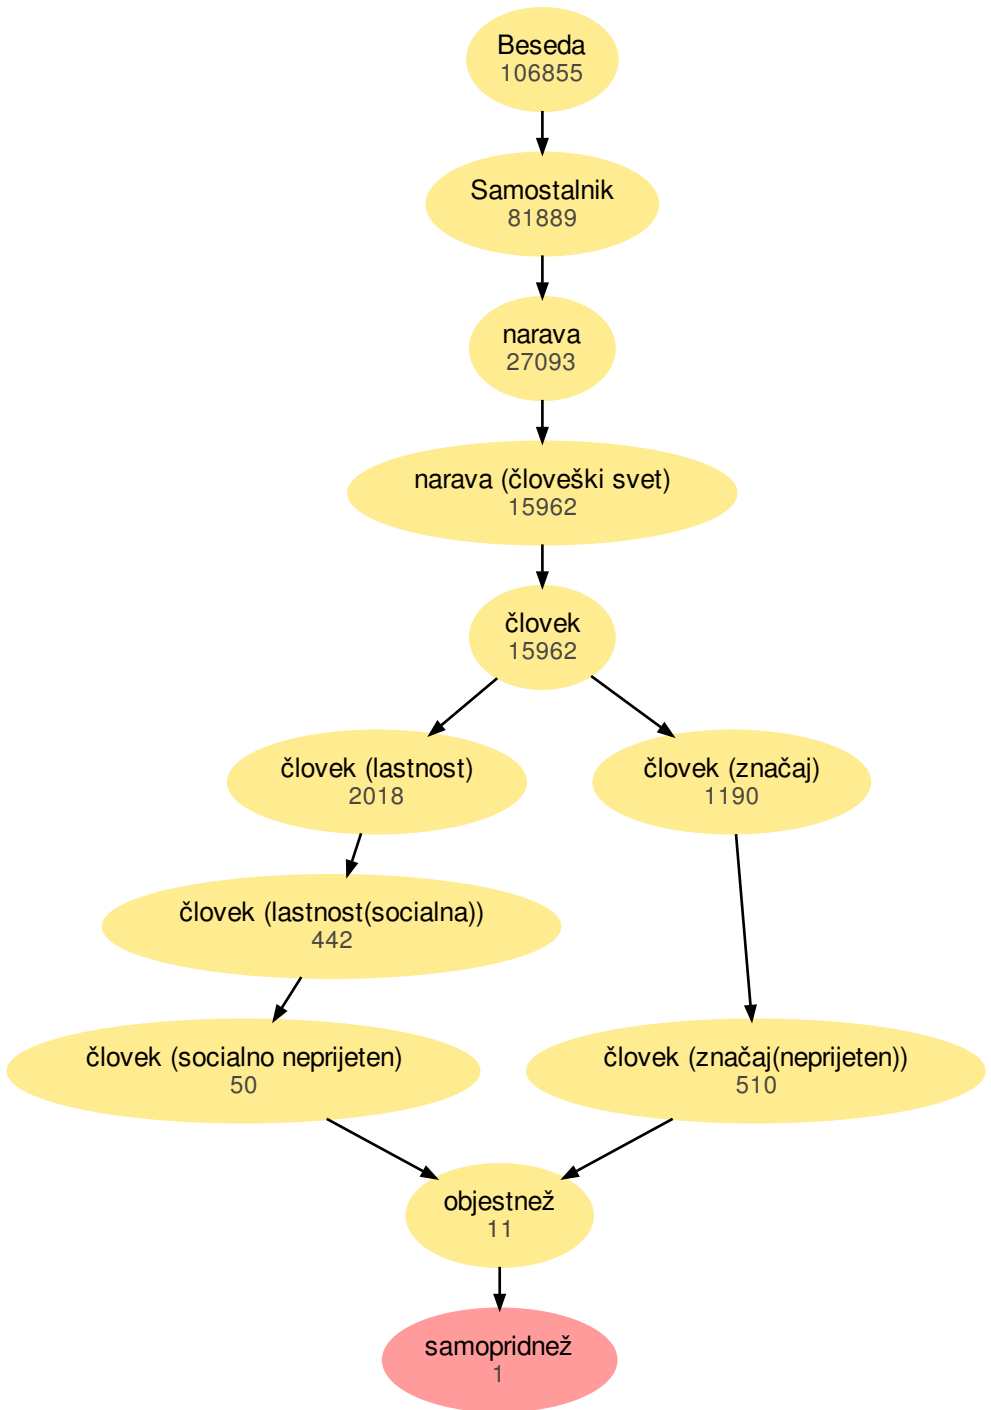 Beseda
106855
Samostalnik
81889
narava
27093
narava (človeški svet)
15962
človek
15962
človek (lastnost)
2018
človek (značaj)
1190
človek (lastnost(socialna))
442
človek (socialno neprijeten)
50
človek (značaj(neprijeten))
510
objestnež
11
samopridnež
1